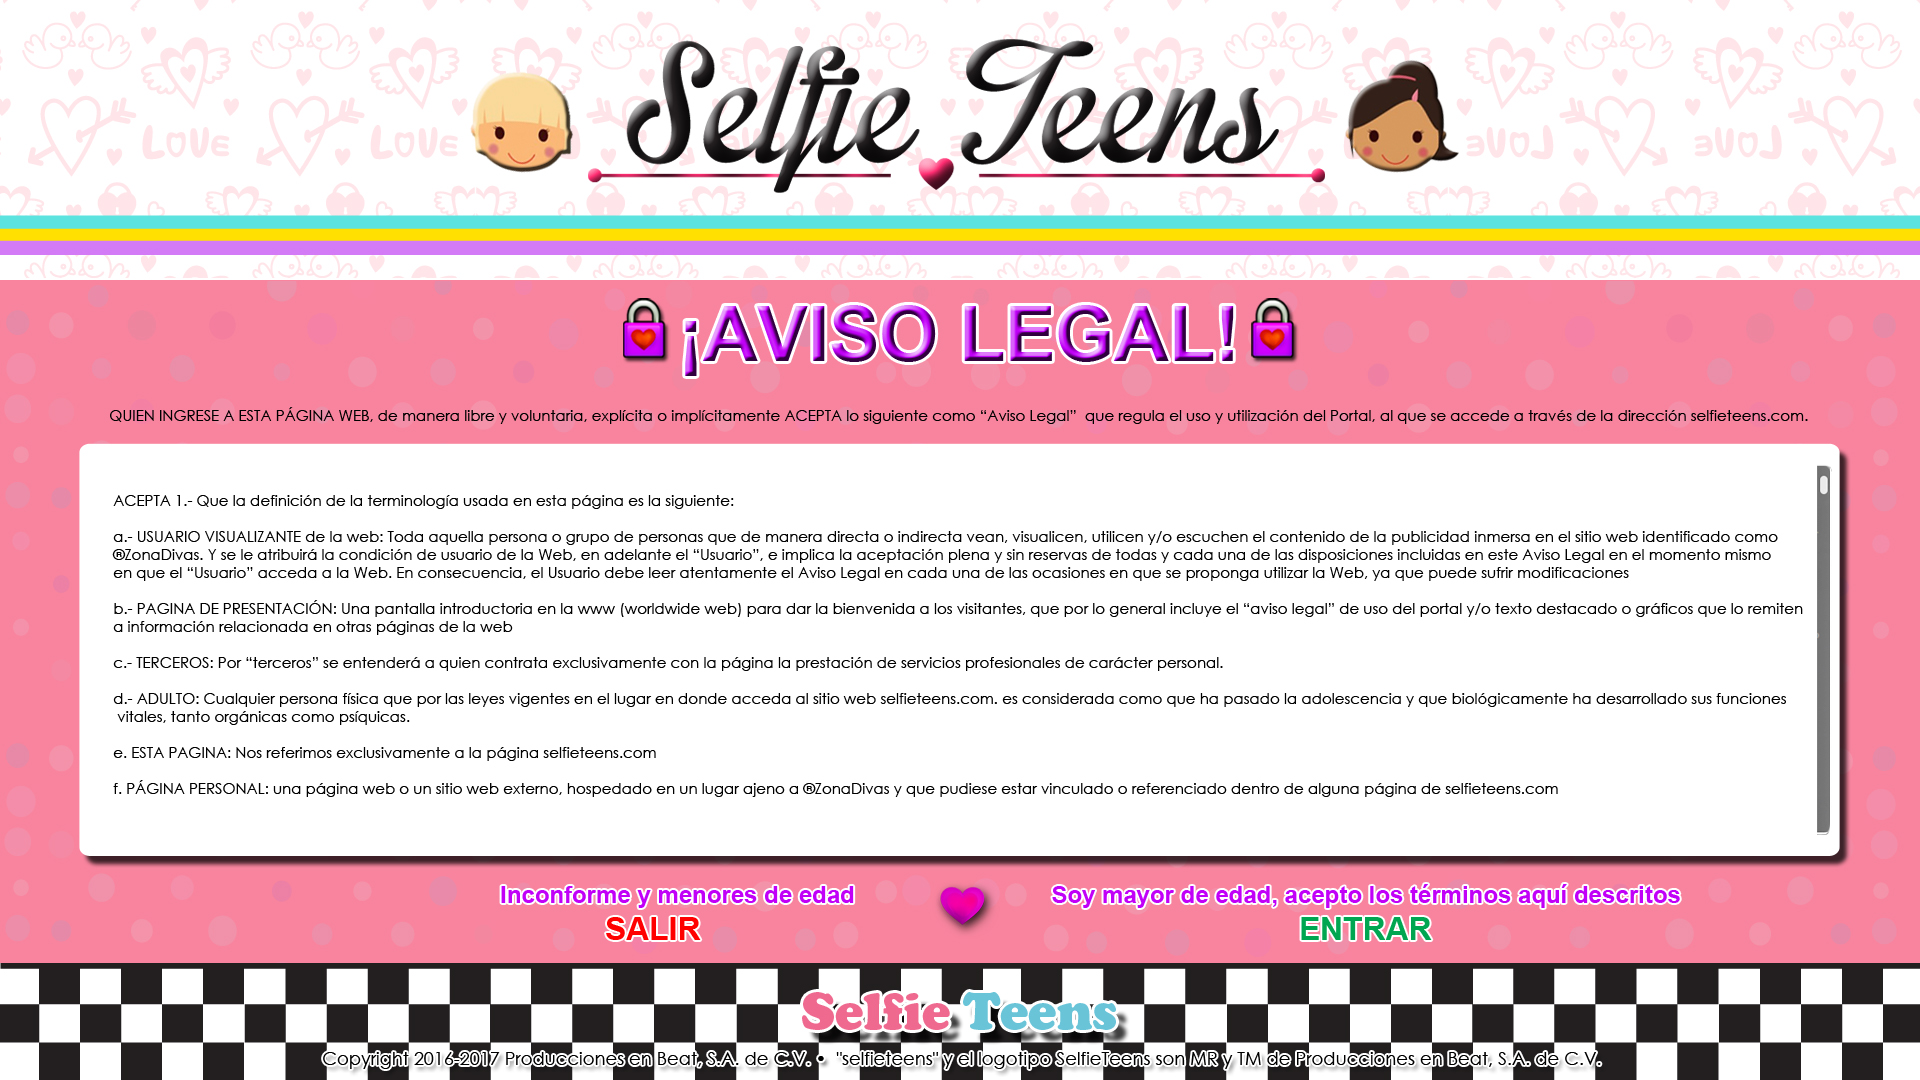 Selfie Teens
LOVE LOVE LOVE LOVE
¡AVISO LEGAL!
QUIEN INGRESE A ESTA PÁGINA WEB, de manera libre y voluntaria, explícita o implícitamente ACEPTA lo siguiente como “Aviso Legal” que regula el uso y utilización del Portal, al que se accede a través de la dirección selfieteens.com.
ACEPTA 1.- Que la definición de la terminología usada en esta página es la siguiente:
a.- USUARIO VISUALIZANTE de la web: Toda aquella persona o grupo de personas que de manera directa o indirecta vean, visualicen, utilicen y/o escuchen el contenido de la publicidad inmersa en el sitio web identificado como
®ZonaDivas. Y se le atribuirá la condición de usuario de la Web, en adelante el “Usuario”, e implica la aceptación plena y sin reservas de todas y cada una de las disposiciones incluidas en este Aviso Legal en el momento mismo
en que el “Usuario” acceda a la Web. En consecuencia, el Usuario debe leer atentamente el Aviso Legal en cada una de las ocasiones en que se proponga utilizar la Web, ya que puede sufrir modificaciones
b.- PAGINA DE PRESENTACIÓN: Una pantalla introductoria en la www (worldwide web) para dar la bienvenida a los visitantes, que por lo general incluye el “aviso legal” de uso del portal y/o texto destacado o gráficos que lo remiten
a información relacionada en otras páginas de la web
c.- TERCEROS: Por “terceros” se entenderá a quien contrata exclusivamente con la página la prestación de servicios profesionales de carácter personal.
d.- ADULTO: Cualquier persona física que por las leyes vigentes en el lugar en donde acceda al sitio web selfieteens.com. es considerada como que ha pasado la adolescencia y que biológicamente ha desarrollado sus funciones
vitales, tanto orgánicas como psíquicas.
e. ESTA PAGINA: Nos referimos exclusivamente a la página selfieteens.com
f. PÁGINA PERSONAL: una página web o un sitio web externo, hospedado en un lugar ajeno a ®ZonaDivas y que pudiese estar vinculado o referenciado dentro de alguna página de selfieteens.com
Inconforme y menores de edad
SALIR
Soy mayor de edad, acepto los términos aquí descritos
ENTRAR
Selfie Teens
Copyright 2016-2017 Producciones en Beat, S.A. de C.V. • "selfieteens" y el logotipo SelfieTeens son MR y TM de Producciones en Beat, S.A. de C.V.